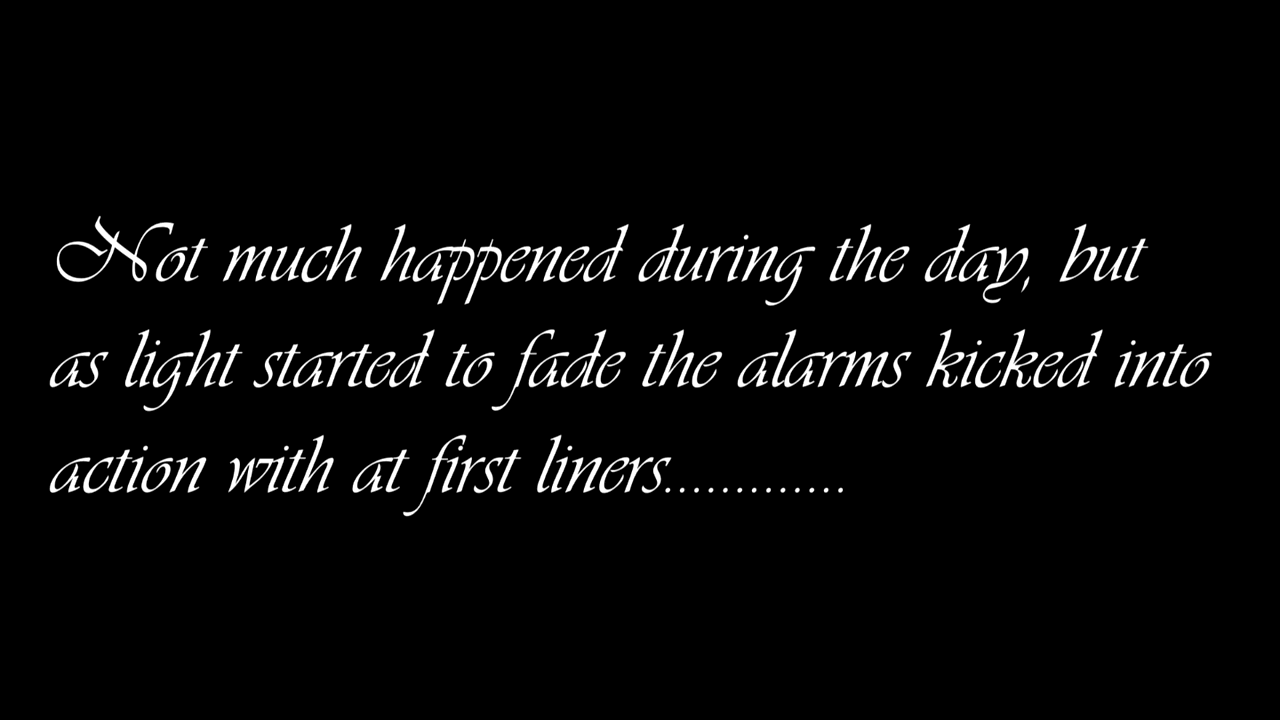 Not much happened during the day, but
as light started to fade the alarms kicked into
action with at first liners.............